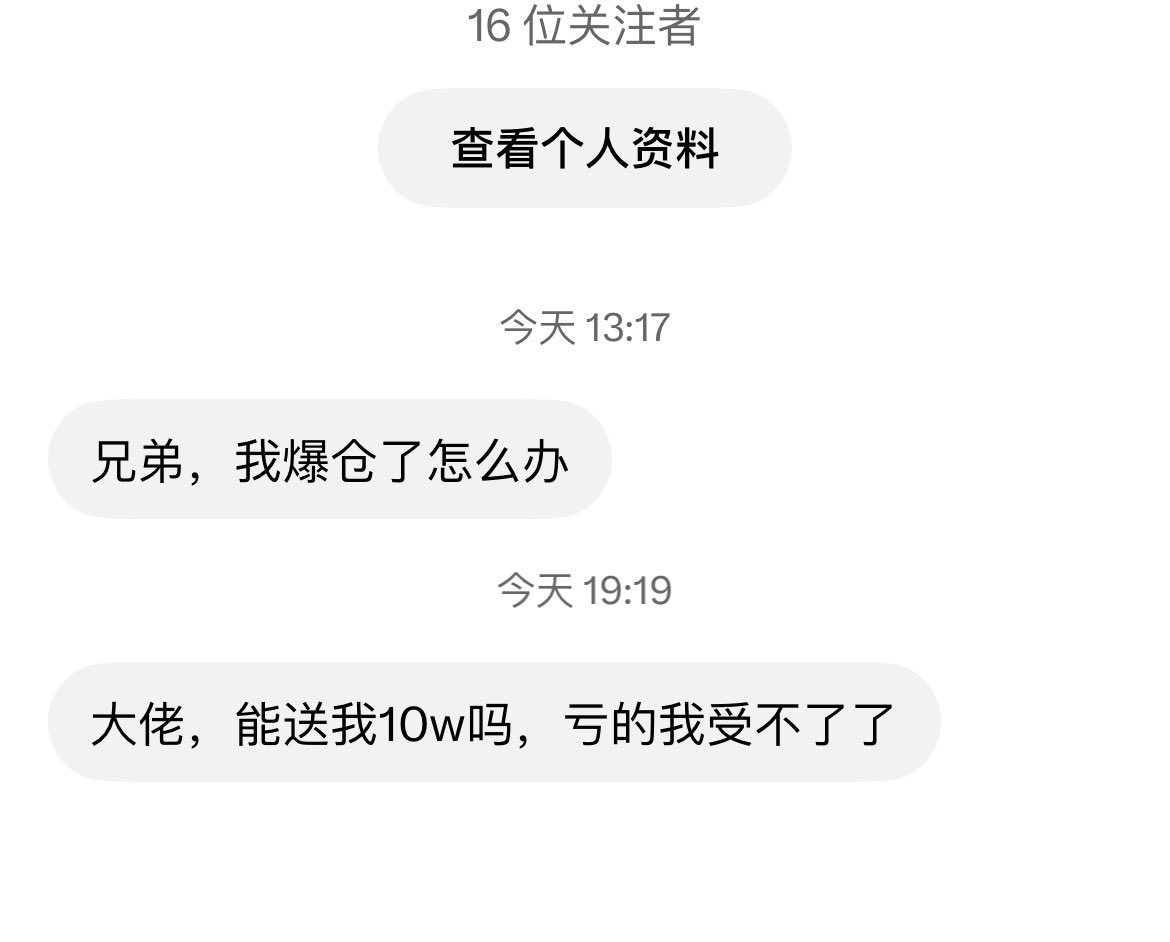 16 位关注者
查看个人资料
今天 13:17
兄弟，我爆仓了怎么办
今天 19:19
大佬，能送我10w吗，亏的我受不了了